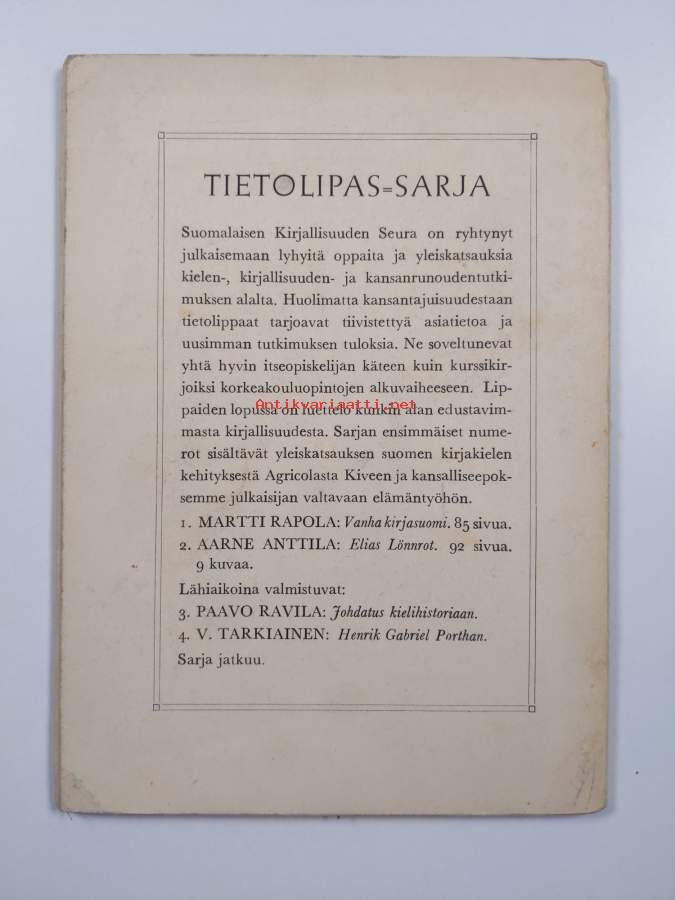 TIETOLIPAS=SARJA
Suomalaisen Kirjallisuuden Seura on ryhtynyt
julkaisemaan lyhyitä oppaita ja yleiskatsauksia
kielen-, kirjallisuuden- ja kansanrunoudentutki-
muksen alalta. Huolimatta kansantajuisuudestaan
tietolippaat tarjoavat tiivistettyä asiatietoa ja
uusimman tutkimuksen tuloksia. Ne soveltunevat
yhtä hyvin itseopiskelijan käteen kuin kurssikir-
joiksi korkeakouluopintojen alkuvaiheeseen. Lip-
Antikvariaatti.net
paiden lopussa on luettelo kunkin alan edustavim-
masta kirjallisuudesta. Sarjan ensimmäiset nume-
rot sisältävät yleiskatsauksen suomen kirjakielen
kehityksestä Agricolasta Kiveen ja kansalliseepok-
semme julkaisijan valtavaan elämäntyöhön.
1. MARTTI RAPOLA: Vanha kirjasuomi. 85 sivua.
2. AARNE ANTTILA: Elias Lönnrot. 92 sivua.
9 kuvaa.
Lähiaikoina valmistuvat:
3. PAAVO RAVILA: Johdatus kielihistoriaan.
4. V. TARKIAINEN: Henrik Gabriel Porthan.
Sarja jatkuu.